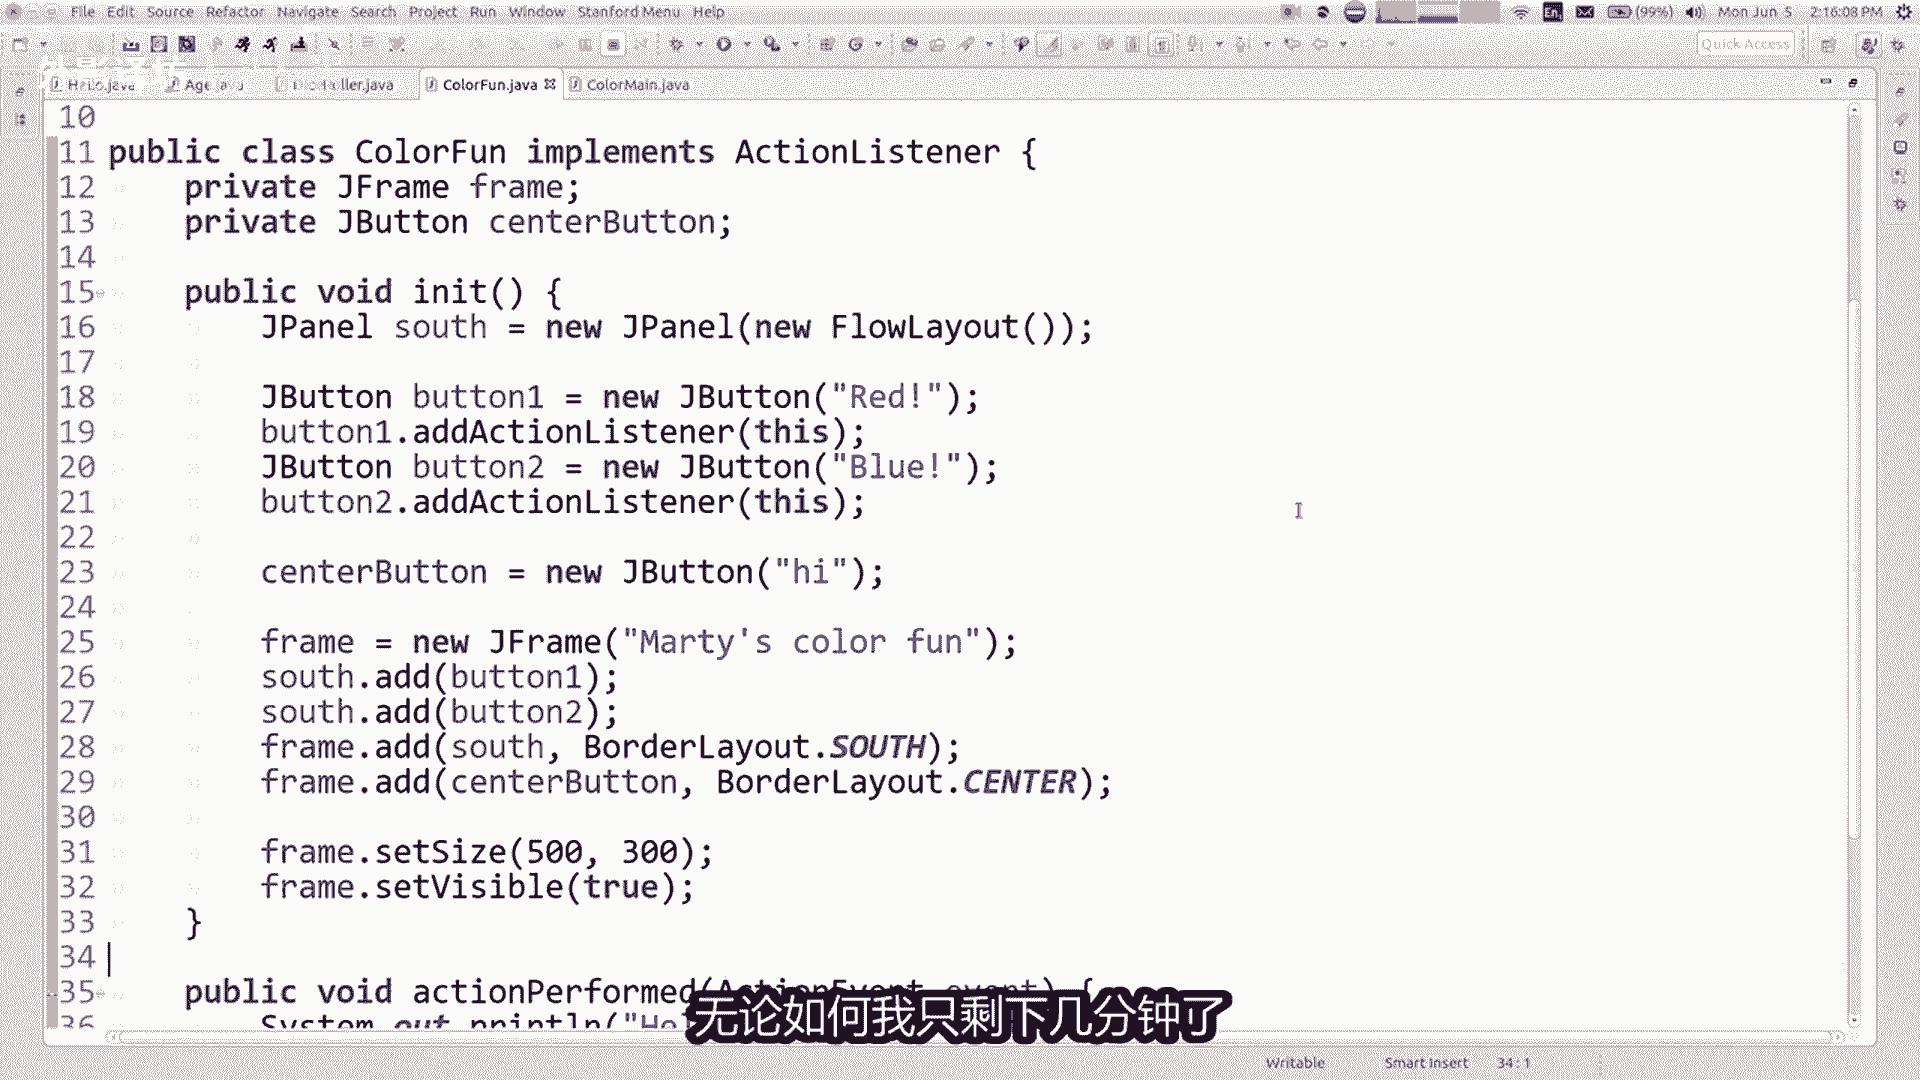 File Edit Source Refactor Navigate Search Project Run Window Stanford Menu Help
En (99%) Mon Jun 5 2:16:08 PM
Quick Access
Hello.java Age.java ColorFun.java ColorMain.java
10
11 public class ColorFun implements ActionListener {
12 private JFrame frame;
13 private JButton centerButton;
14
15 public void init() {
16 JPanel south = new JPanel(new FlowLayout());
17
18 JButton button1 = new JButton("Red!");
19 button1.addActionListener(this);
20 JButton button2 = new JButton("Blue!");
21 button2.addActionListener(this);
22
23 centerButton = new JButton("hi");
24
25 frame = new JFrame("Marty's color fun");
26 south.add(button1);
27 south.add(button2);
28 frame.add(south, BorderLayout.SOUTH);
29 frame.add(centerButton, BorderLayout.CENTER);
30
31 frame.setSize(500, 300);
32 frame.setVisible(true);
33 }
34
35 public void actionPerformed(ActionEvent event) {
36 System.out.println("He
无论如何我只剩下几分钟了
Writable Smart Insert 34:1